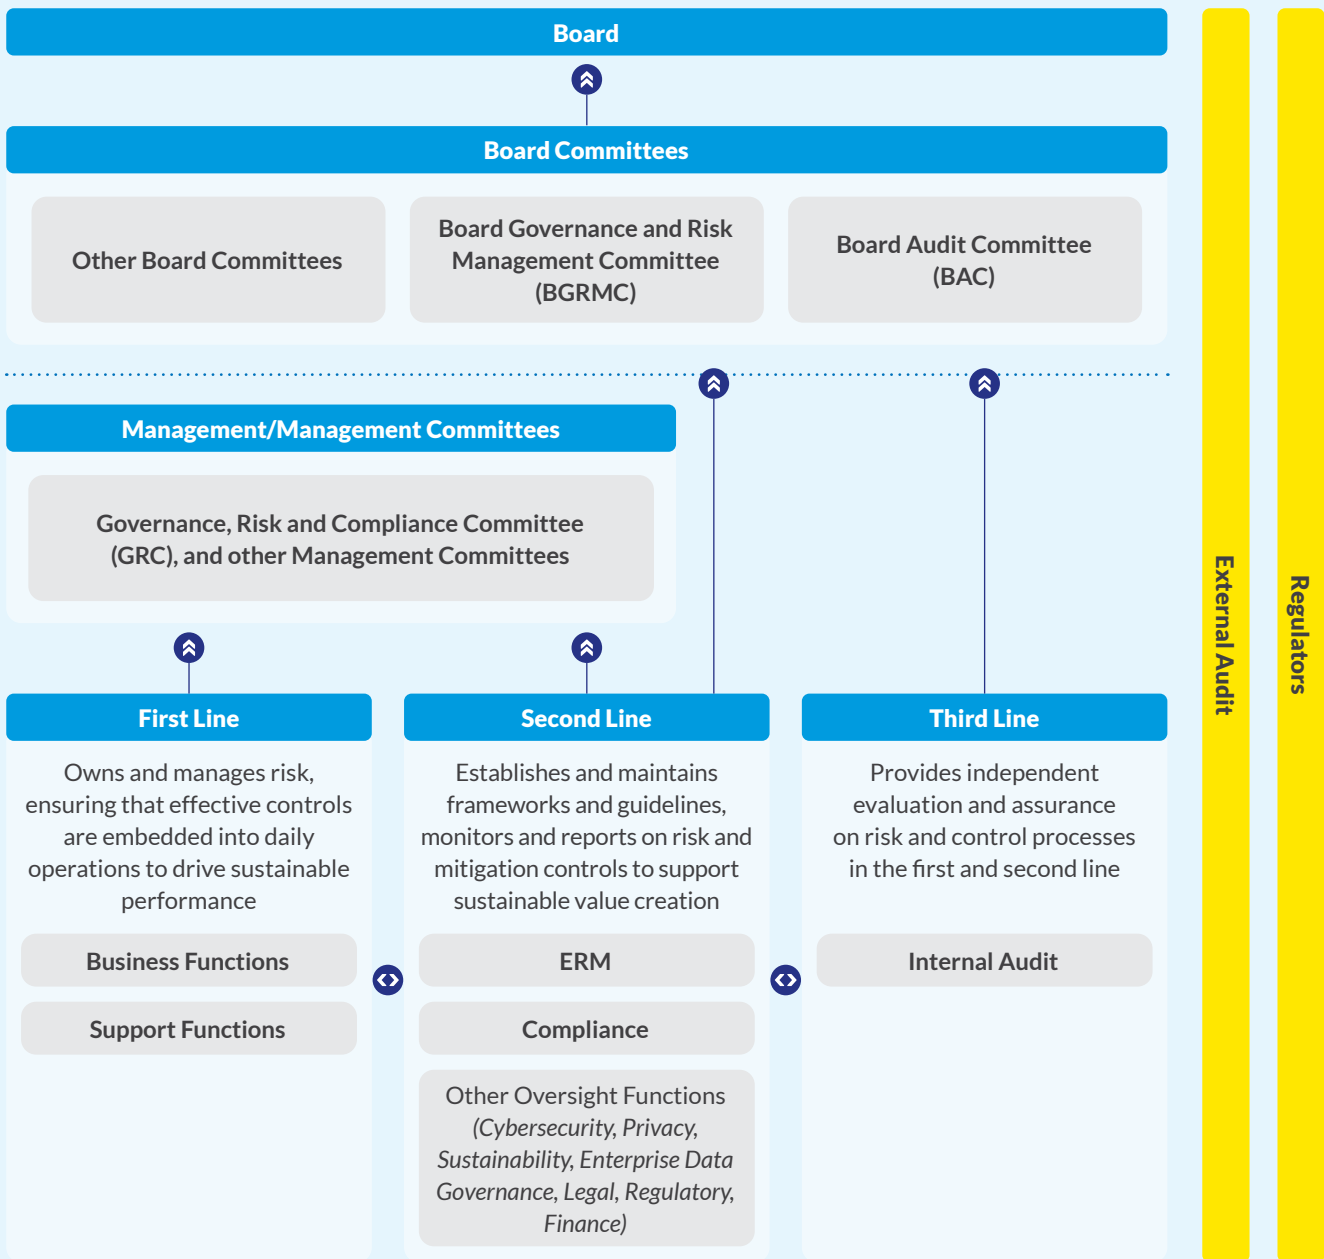 Board
Board Committees
Other Board Committees
Board Governance and Risk
Management Committee
(BGRMC)
Board Audit Committee
(BAC)
Management/Management Committees
Governance, Risk and Compliance Committee
(GRC), and other Management Committees
First Line
Owns and manages risk,
ensuring that effective controls
are embedded into daily
operations to drive sustainable
performance
Business Functions
Support Functions
Second Line
Establishes and maintains
frameworks and guidelines,
monitors and reports on risk and
mitigation controls to support
sustainable value creation
ERM
Compliance
Other Oversight Functions
(Cybersecurity, Privacy,
Sustainability, Enterprise Data
Governance, Legal, Regulatory,
Finance)
Third Line
Provides independent
evaluation and assurance
on risk and control processes
in the first and second line
Internal Audit
External Audit
Regulators